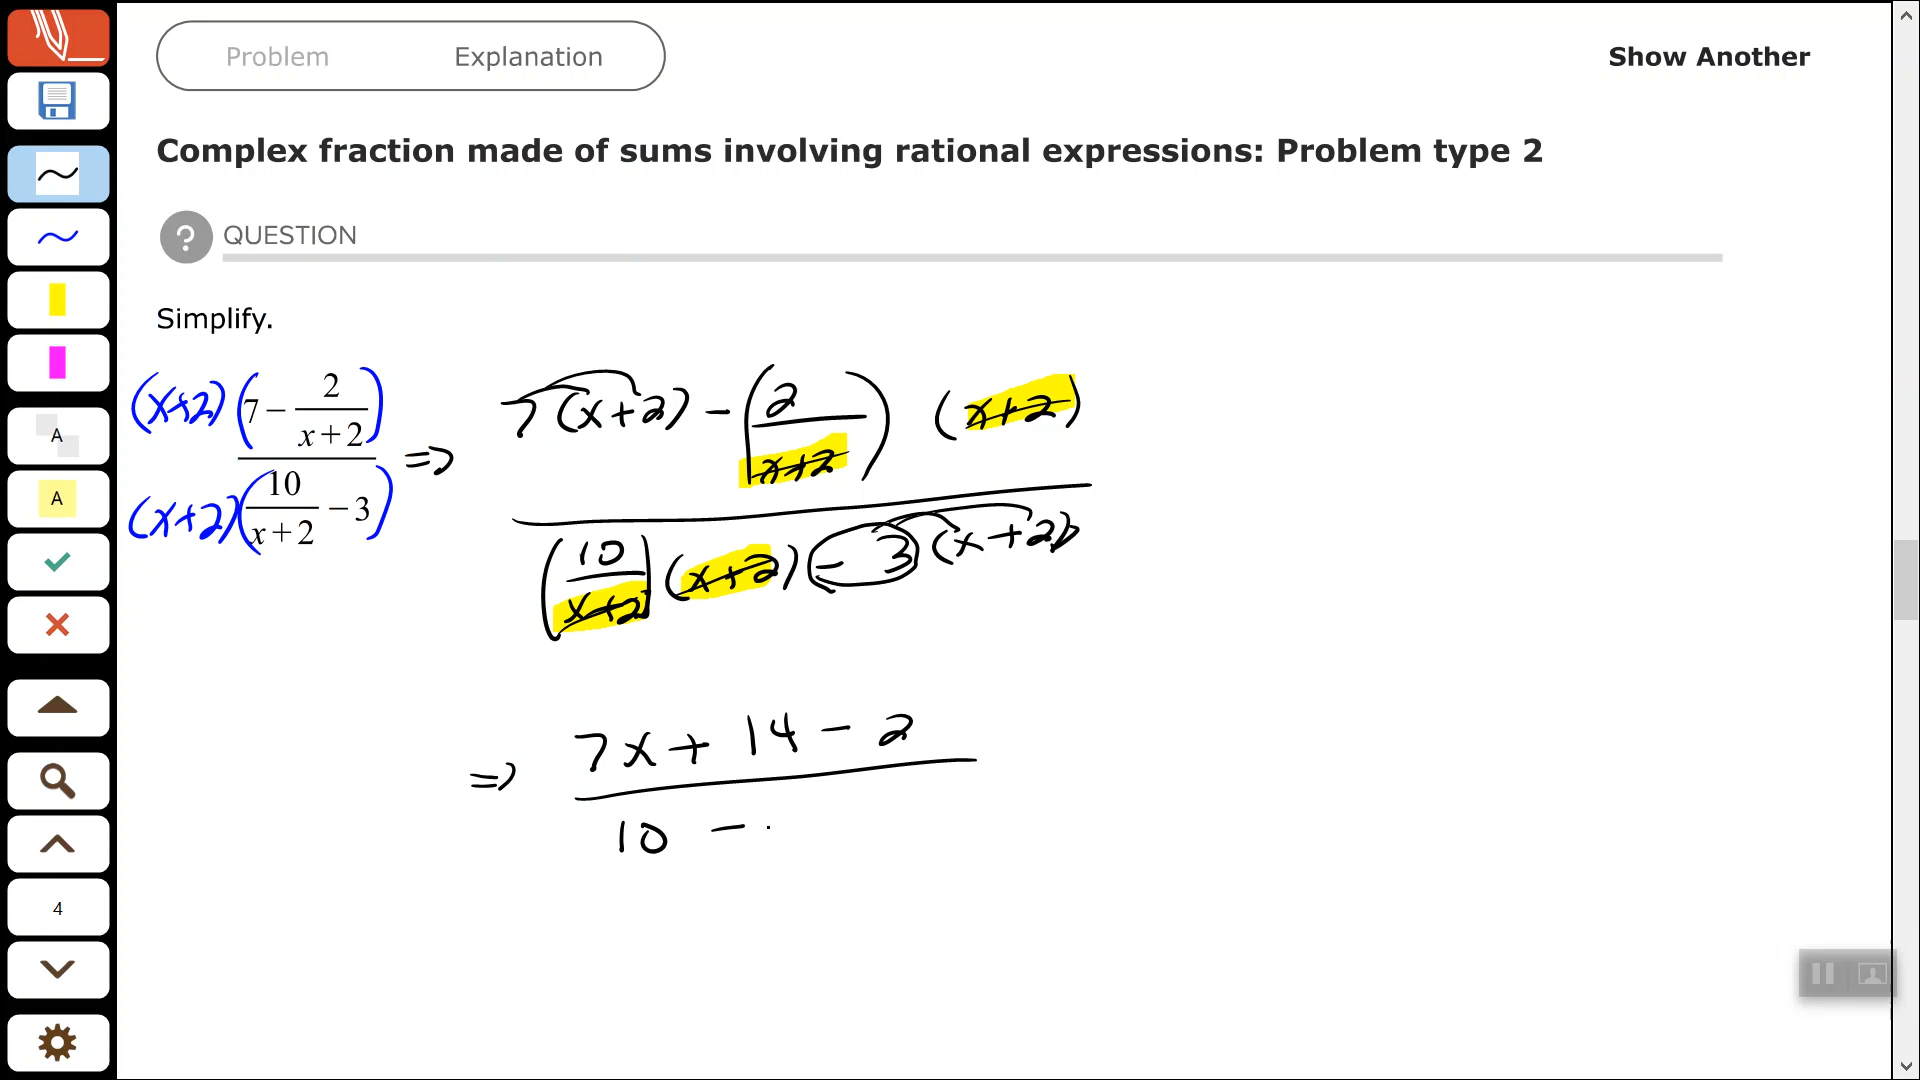 Problem Explanation Show Another
Complex fraction made of sums involving rational expressions: Problem type 2
? QUESTION
Simplify.
(x+2) (7 − 2/(x+2)) / (x+2) (10/(x+2) − 3) => 7(x+2) − (2/(x+2)) (x+2) / (10/(x+2)) (x+2) − 3(x+2)
=> 7x + 14 − 2 / 10 −
A
A
4